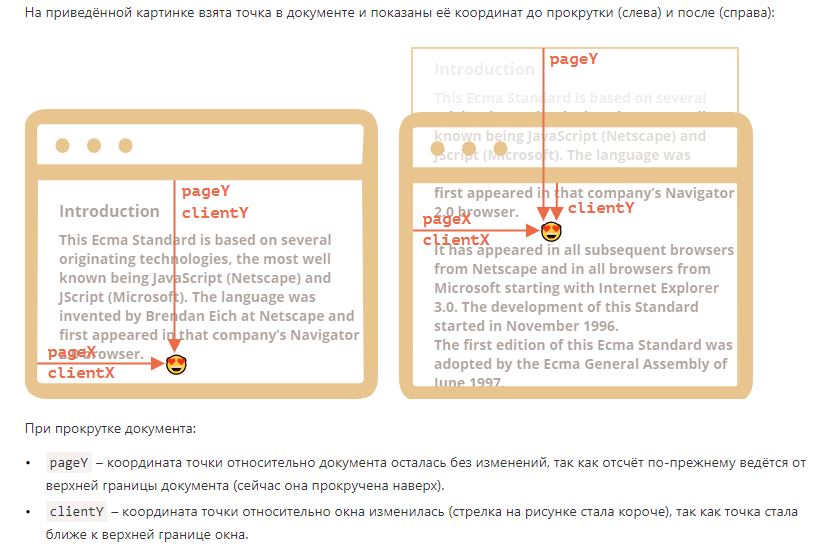 На приведённой картинке взята точка в документе и показаны её координат до прокрутки (слева) и после (справа):
pageY
clientY
Introduction
This Ecma Standard is based on several
originating technologies, the most well
known being JavaScript (Netscape) and
JScript (Microsoft). The language was
invented by Brendan Eich at Netscape and
first appeared in that company's Navigator
pageX
browser.
clientX
pageY
Introduction
This Ecma Standard is based on several
known being JavaScript (Netscape) and
JScript (Microsoft). The language was
first appeared in that company's Navigator
2.0 browser.
clientY
pageX
clientX
It has appeared in all subsequent browsers
from Netscape and in all browsers from
Microsoft starting with Internet Explorer
3.0. The development of this Standard
started in November 1996.
The first edition of this Ecma Standard was
adopted by the Ecma General Assembly of
June 1997.
При прокрутке документа:
• pageY – координата точки относительно документа осталась без изменений, так как отсчёт по-прежнему ведётся от
верхней границы документа (сейчас она прокручена наверх).
• clientY – координата точки относительно окна изменилась (стрелка на рисунке стала короче), так как точка стала
ближе к верхней границе окна.